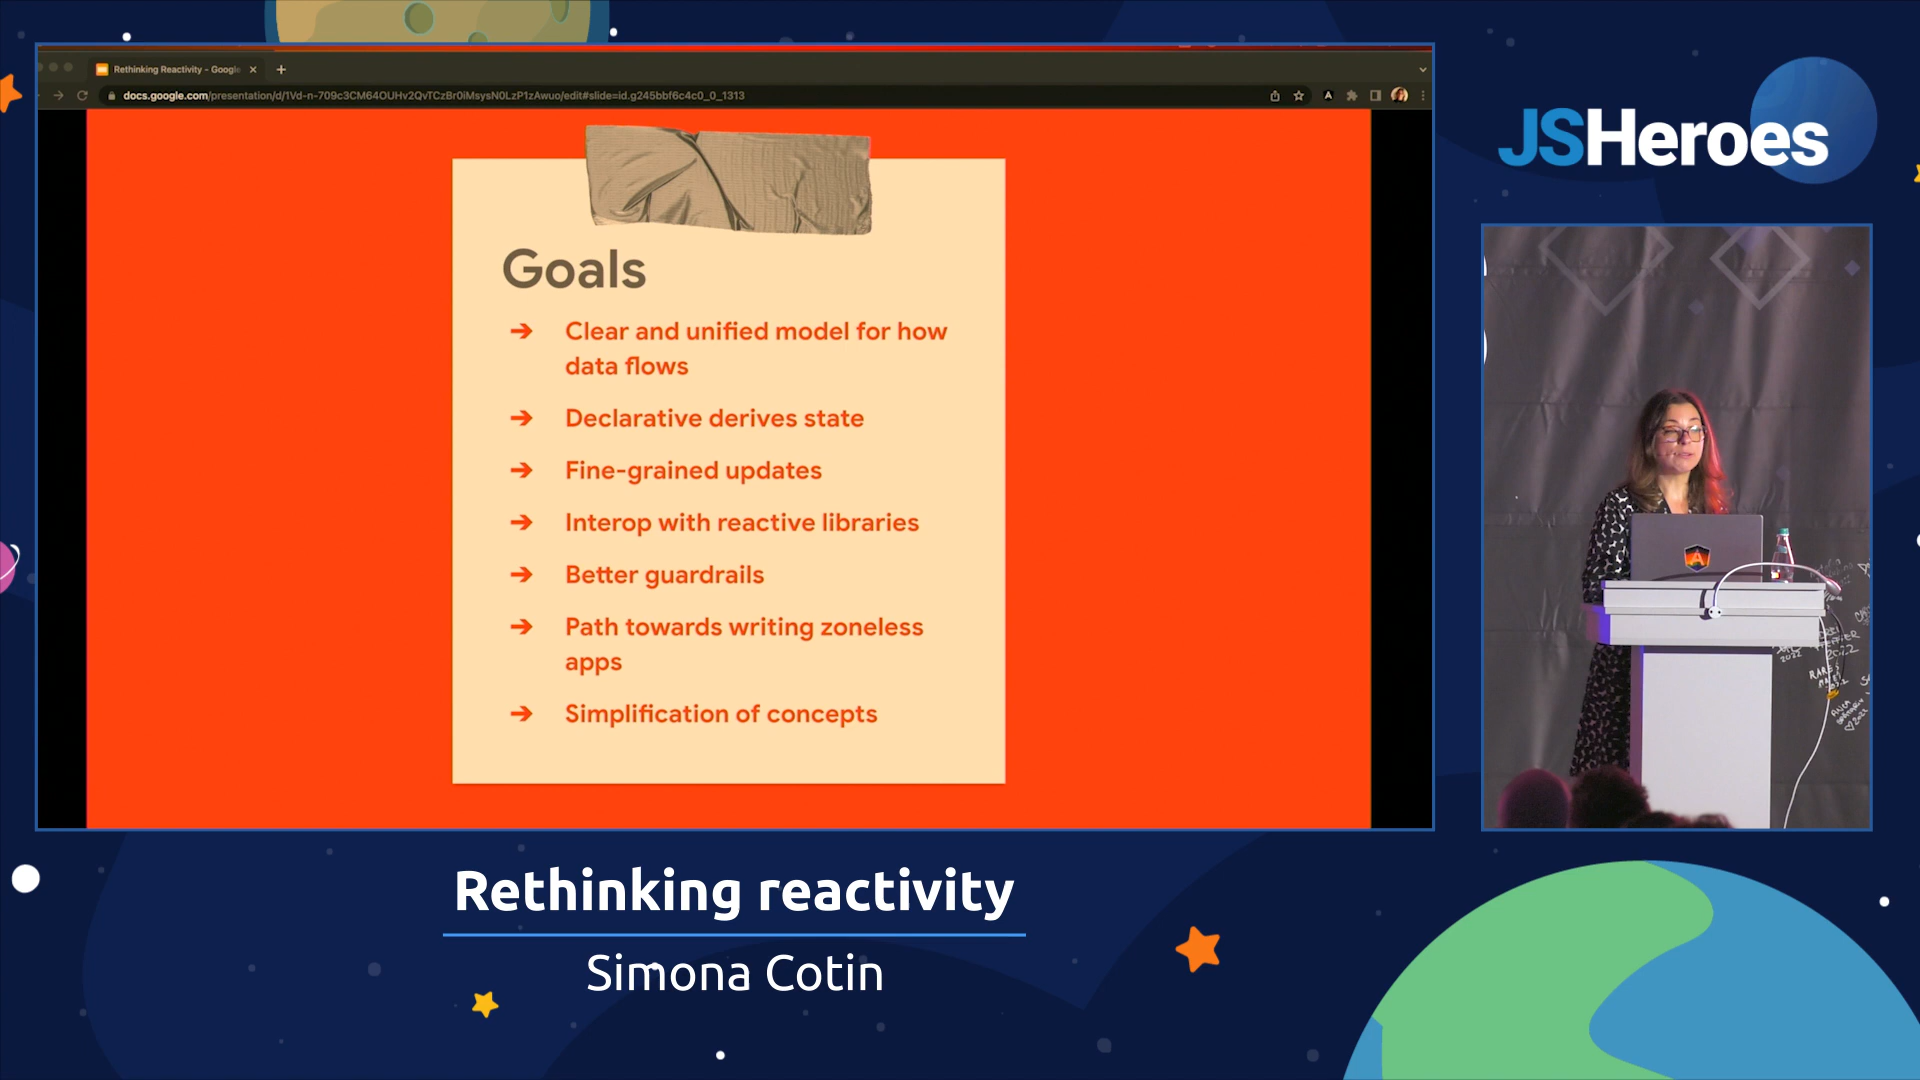 Rethinking Reactivity - Google
docs.google.com/presentation/d/1Vd-n-709c3CM64OUHv2QvTCzBr0iMsysN0LzP1zAwuo/edit#slide=id.g245bbf6c4c0_0_1313
JSHeroes
Goals
➔ Clear and unified model for how
data flows
➔ Declarative derives state
➔ Fine-grained updates
➔ Interop with reactive libraries
➔ Better guardrails
➔ Path towards writing zoneless
apps
➔ Simplification of concepts
A
2022
2022
Rethinking reactivity
Simona Cotin